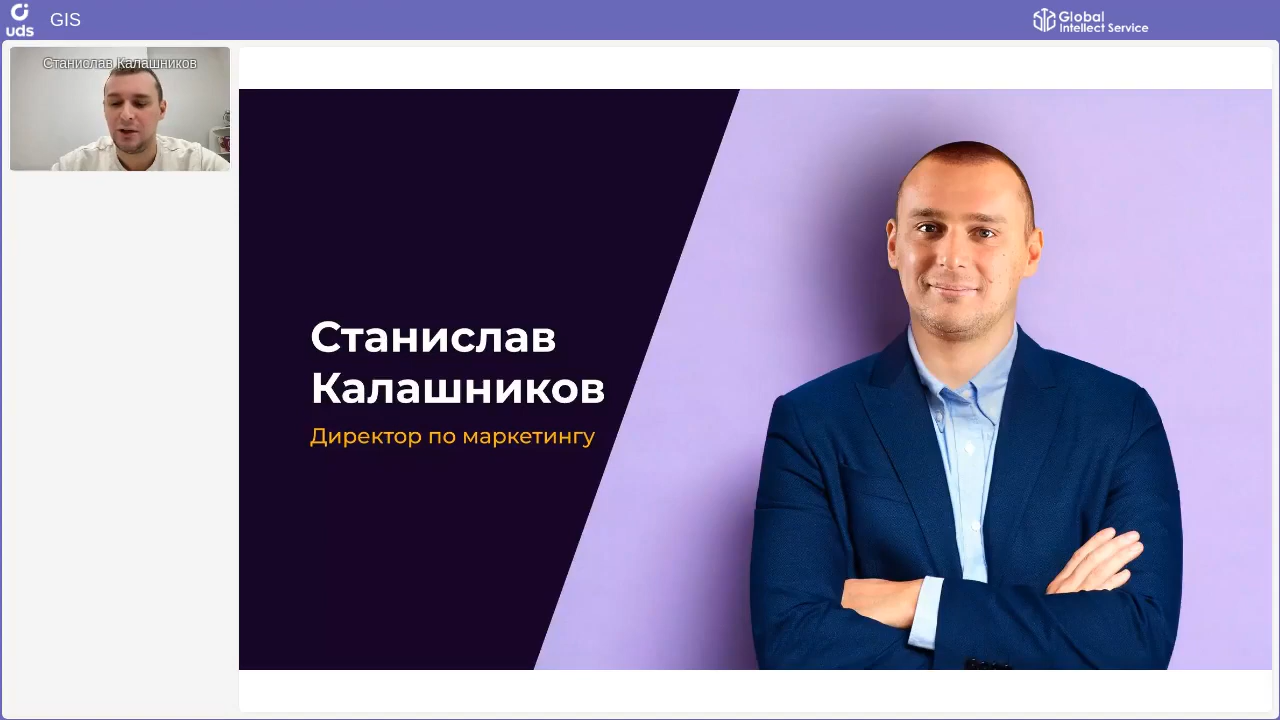 uds
GIS
Global
Intellect Service
Станислав Калашников
Станислав
Калашников
Директор по маркетингу